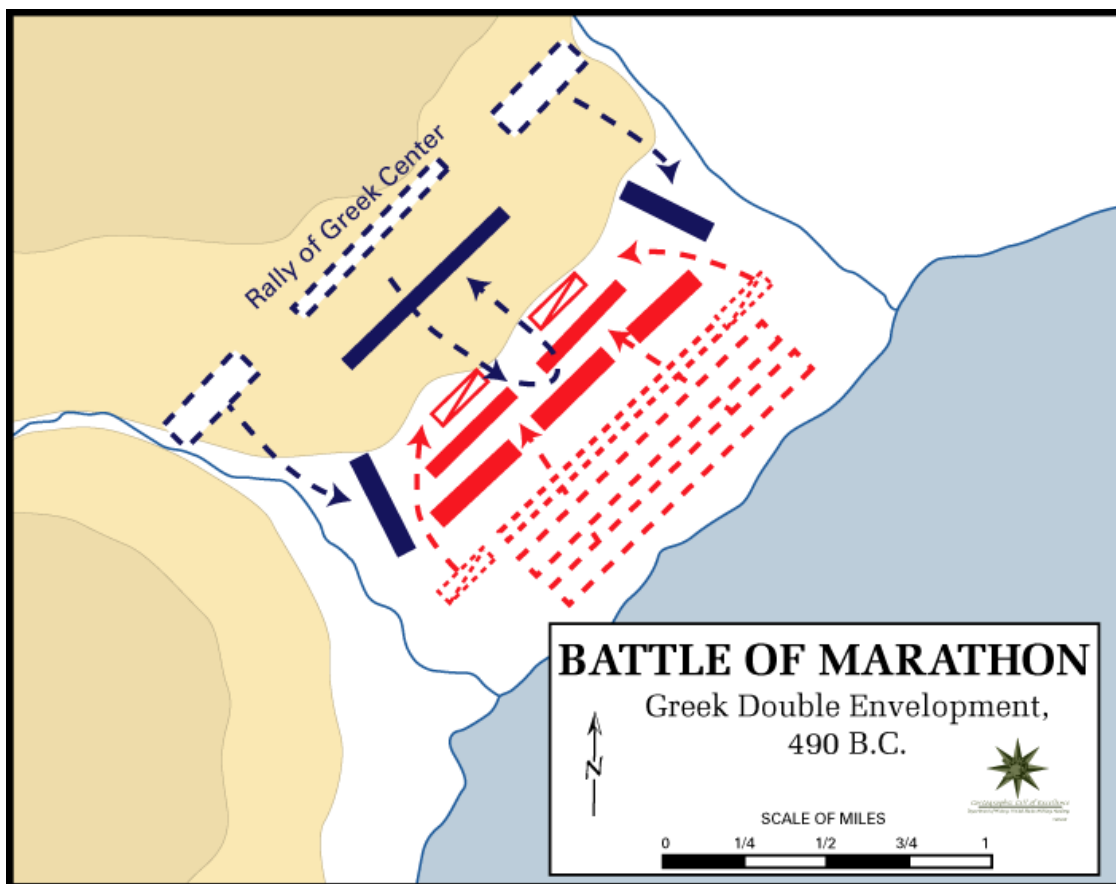 Rally of Greek Center
BATTLE OF MARATHON
Greek Double Envelopment,
490 B.C.
N
SCALE OF MILES
0 1/4 1/2 3/4 1